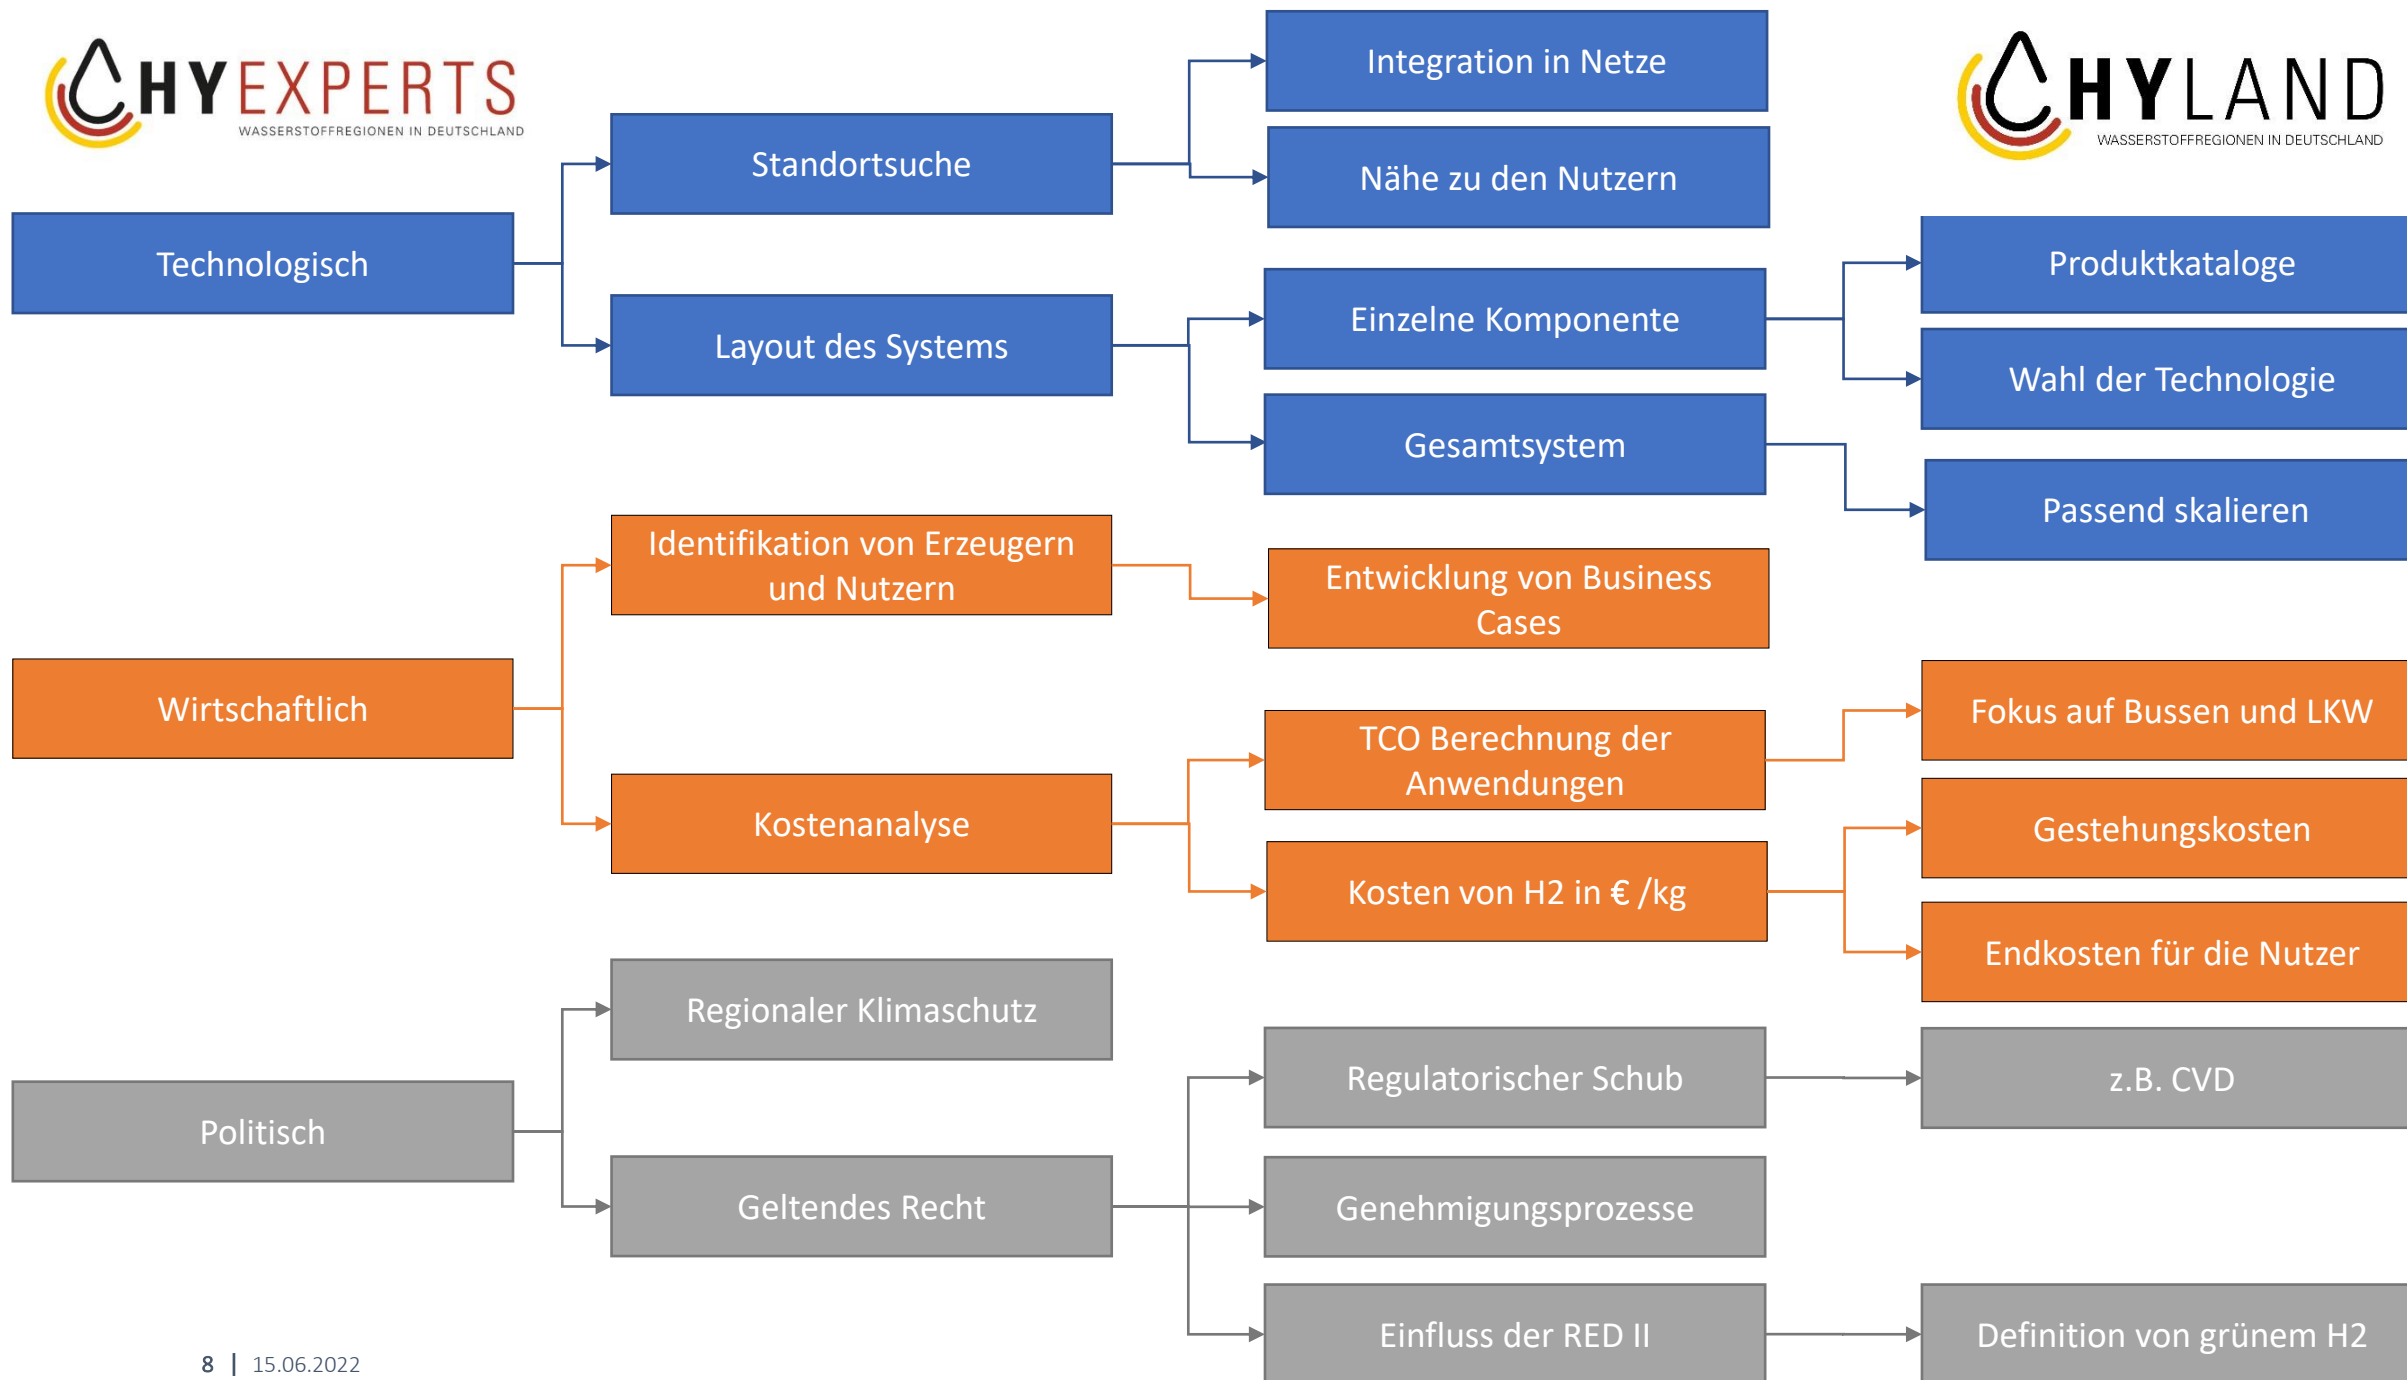 HYEXPERTS
WASSERSTOFFREGIONEN IN DEUTSCHLAND
HYLAND
WASSERSTOFFREGIONEN IN DEUTSCHLAND
Technologisch
Standortsuche
Integration in Netze
Nähe zu den Nutzern
Layout des Systems
Einzelne Komponente
Produktkataloge
Wahl der Technologie
Gesamtsystem
Passend skalieren
Wirtschaftlich
Identifikation von Erzeugern
und Nutzern
Entwicklung von Business
Cases
Kostenanalyse
TCO Berechnung der
Anwendungen
Fokus auf Bussen und LKW
Kosten von H2 in € /kg
Gestehungskosten
Endkosten für die Nutzer
Politisch
Regionaler Klimaschutz
Geltendes Recht
Regulatorischer Schub
z.B. CVD
Genehmigungsprozesse
Einfluss der RED II
Definition von grünem H2
8 | 15.06.2022